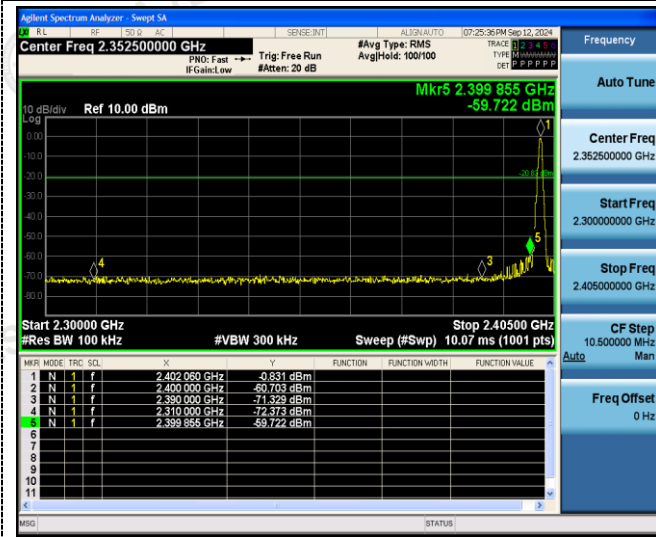 Agilent Spectrum Analyzer - Swept SA
RL RF 50 Ω AC SENSE:INT ALIGN AUTO 07:25:36 PM Sep 12, 2024
Center Freq 2.352500000 GHz
PNO: Fast Trig: Free Run
IFGain:Low #Atten: 20 dB
#Avg Type: RMS
Avg|Hold: 100/100
TRACE 1 2 3 4 5 6
TYPE M
DET P P P P P P
Mkr5 2.399 855 GHz
-59.722 dBm
10 dB/div Ref 10.00 dBm
Log
0.00
-10.0
-20.0
-30.0
-40.0
-50.0
-60.0
-70.0
-80.0
1
5
3
4
Start 2.30000 GHz Stop 2.40500 GHz
#Res BW 100 kHz #VBW 300 kHz Sweep (#Swp) 10.07 ms (1001 pts)
MKR MODE TRC SCL X Y FUNCTION FUNCTION WIDTH FUNCTION VALUE
1 N 1 f 2.402 060 GHz -0.831 dBm
2 N 1 f 2.400 000 GHz -60.703 dBm
3 N 1 f 2.390 000 GHz -71.329 dBm
4 N 1 f 2.310 000 GHz -72.373 dBm
5 N 1 f 2.399 855 GHz -59.722 dBm
6
7
8
9
10
11
MSG STATUS
Frequency
Auto Tune
Center Freq
2.352500000 GHz
Start Freq
2.300000000 GHz
Stop Freq
2.405000000 GHz
CF Step
10.500000 MHz
Auto Man
Freq Offset
0 Hz